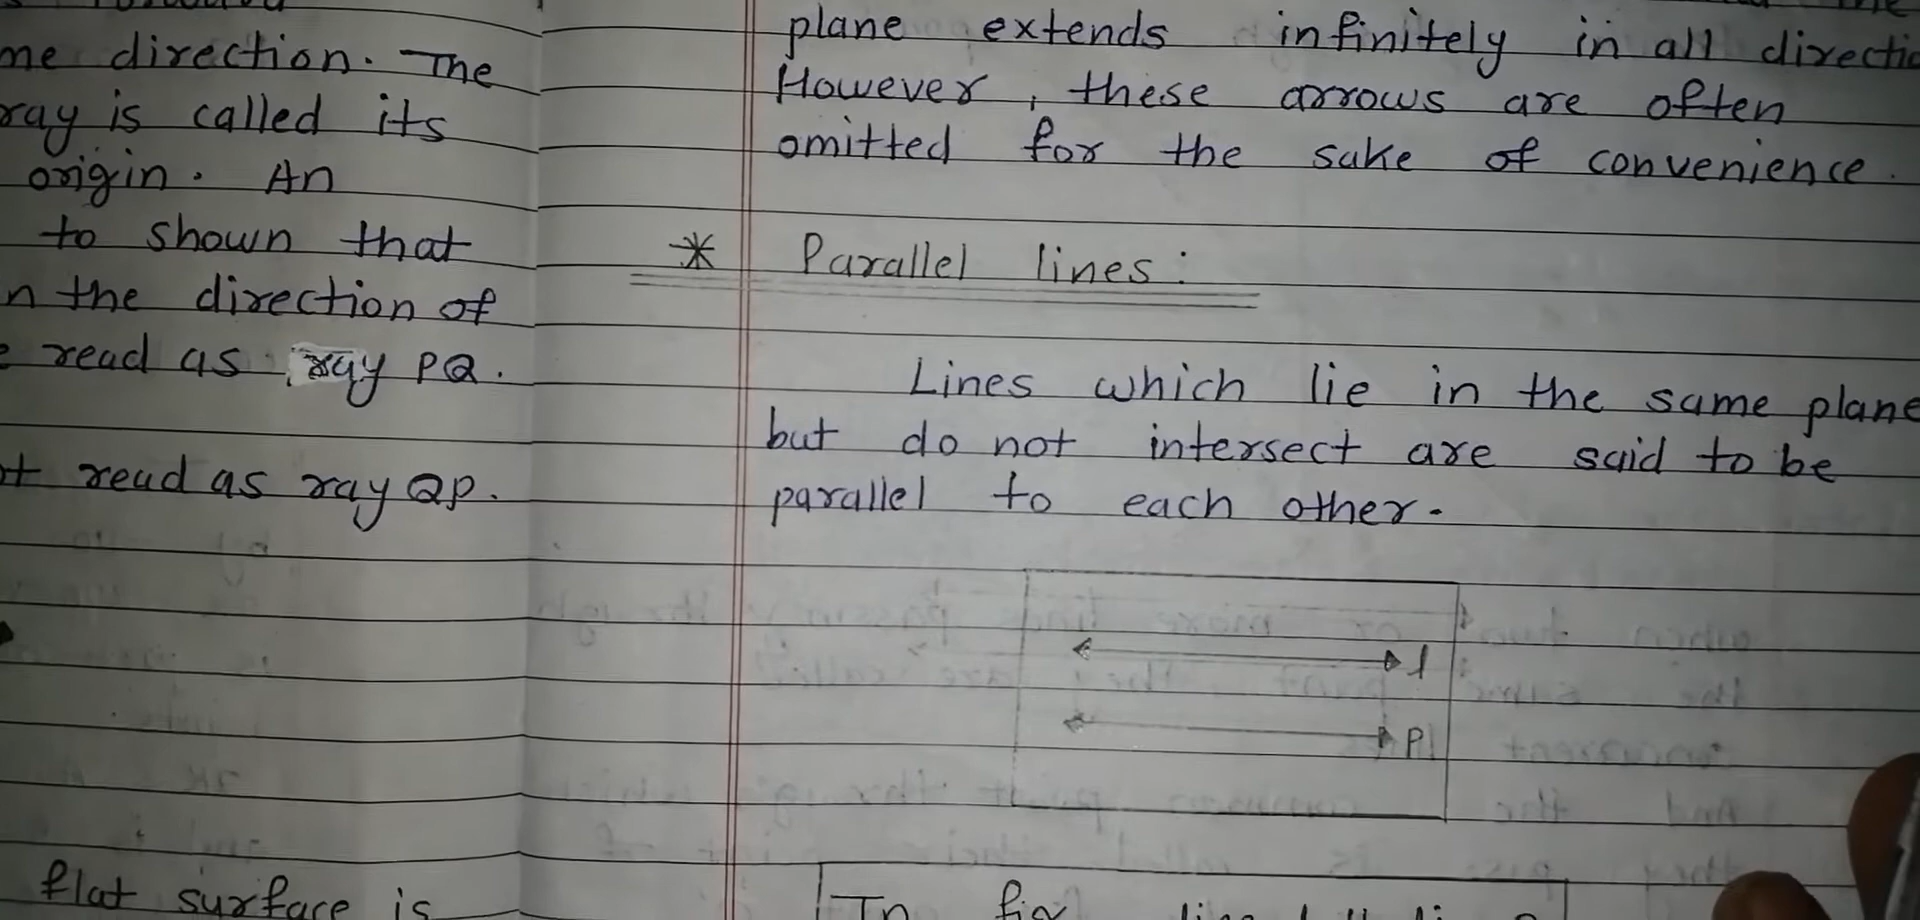 me direction. The
ray is called its
origin. An
to shown that
n the direction of
read as ray PQ.
read as ray QP.
flat surface is
plane extends infinitely in all directio
However, these arrows are often
omitted for the sake of convenience.
* Parallel lines:
Lines which lie in the same plane
but do not intersect are said to be
parallel to each other.
l
P
In fig